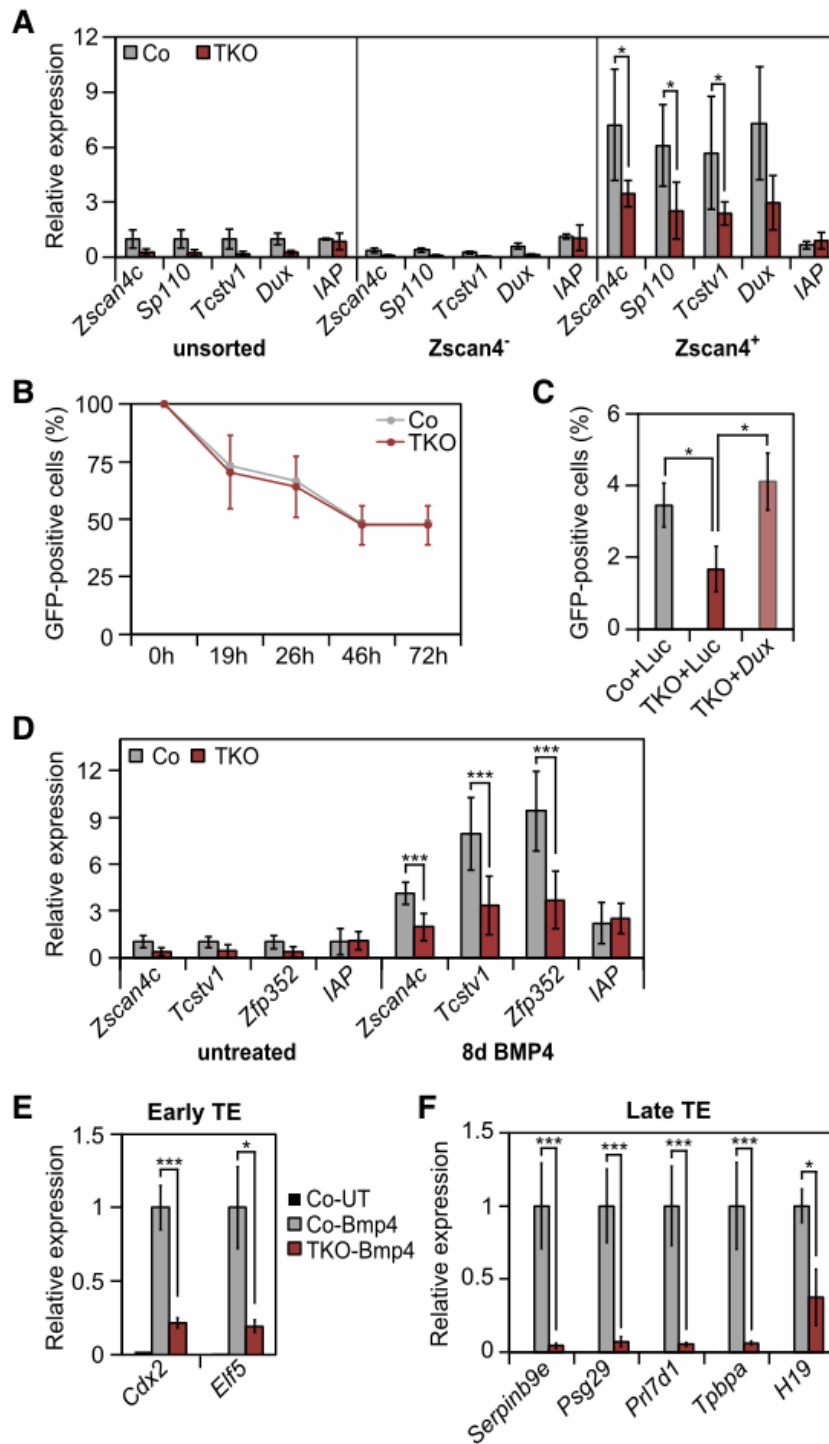 A
12
9
6
3
0
Relative expression
Co TKO
* * *
Zscan4c Sp110 Tcstv1 Dux IAP Zscan4c Sp110 Tcstv1 Dux IAP Zscan4c Sp110 Tcstv1 Dux IAP
unsorted Zscan4- Zscan4+
B
100
75
50
25
0
GFP-positive cells (%)
Co
TKO
0h 19h 26h 46h 72h
C
6
4
2
0
GFP-positive cells (%)
* *
Co+Luc TKO+Luc TKO+Dux
D
12
9
6
3
0
Relative expression
Co TKO
*** *** ***
Zscan4c Tcstv1 Zfp352 IAP Zscan4c Tcstv1 Zfp352 IAP
untreated 8d BMP4
E Early TE
1.5
1
0.5
0
Relative expression
*** *
Cdx2 Elf5
Co-UT
Co-Bmp4
TKO-Bmp4
F Late TE
1.5
1
0.5
0
Relative expression
*** *** *** *** *
Serpinb9e Psg29 Prl7d1 Tpbpa H19